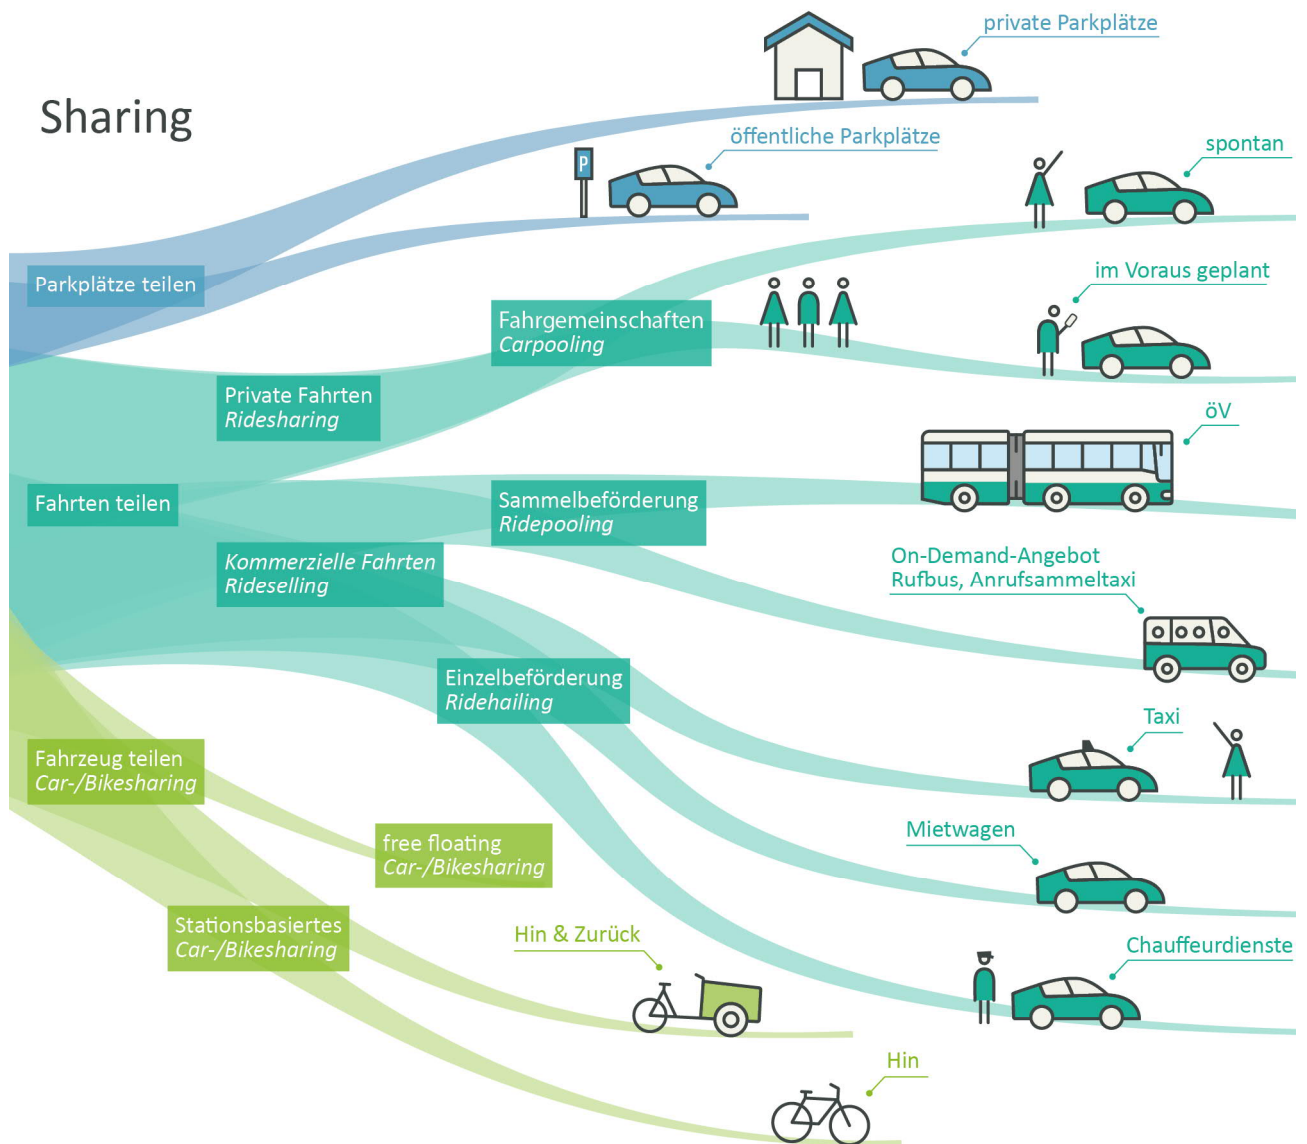 Sharing
private Parkplätze
öffentliche Parkplätze
P
spontan
Parkplätze teilen
im Voraus geplant
Fahrgemeinschaften
Carpooling
Private Fahrten
Ridesharing
öV
Fahrten teilen
Sammelbeförderung
Ridepooling
Kommerzielle Fahrten
Rideselling
On-Demand-Angebot
Rufbus, Anrufsammeltaxi
Einzelbeförderung
Ridehailing
Taxi
Fahrzeug teilen
Car-/Bikesharing
free floating
Car-/Bikesharing
Mietwagen
Stationsbasiertes
Car-/Bikesharing
Hin & Zurück
Chauffeurdienste
Hin